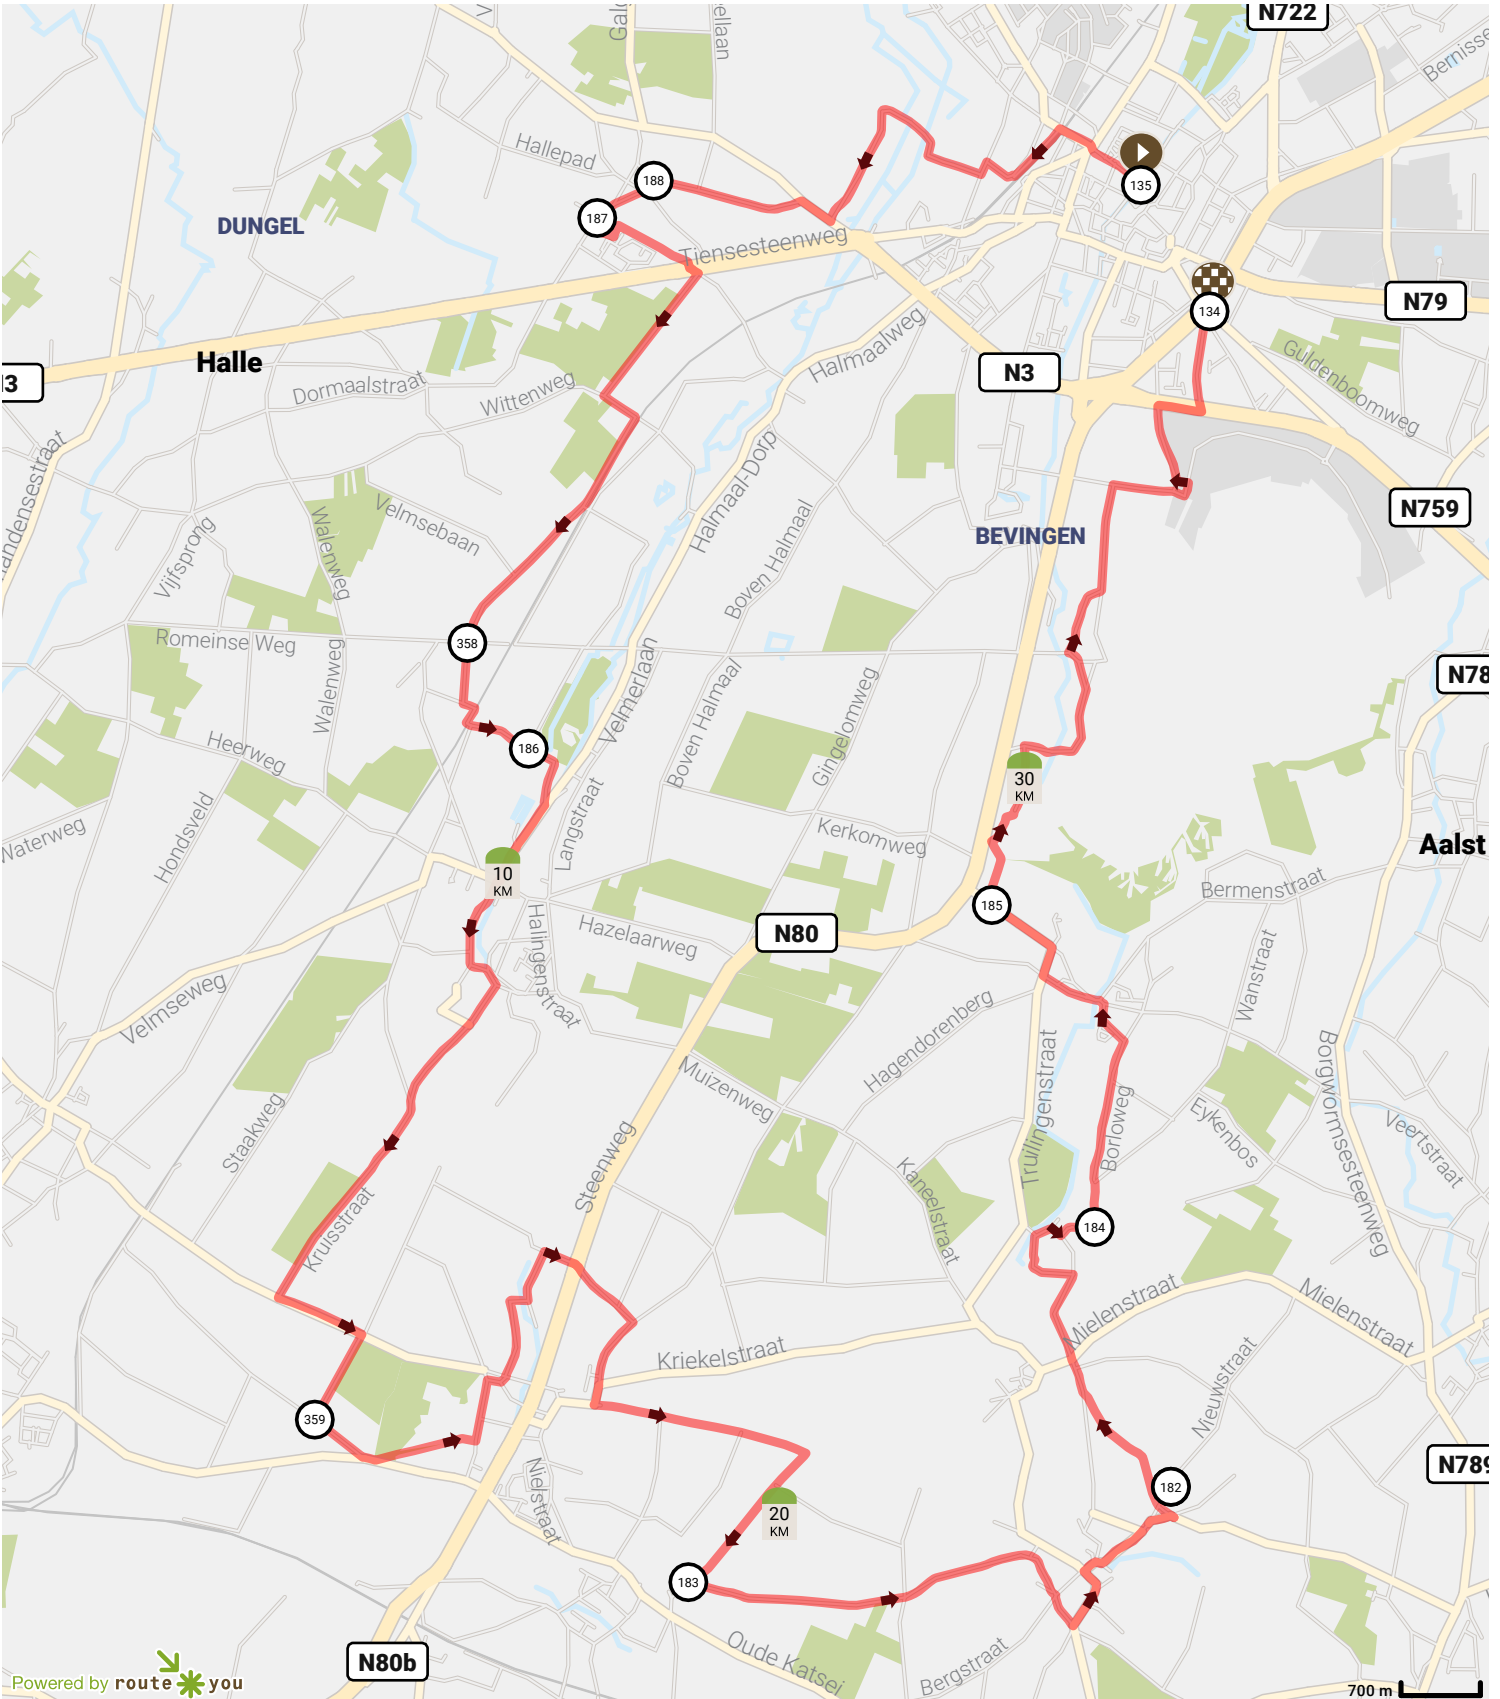 N722
Hallepad
188
135
187
DUNGEL
Tiensesteenweg
N79
134
Halmaalweg
Guldenboomweg
Halle
N3
Dormaalstraat
Wittenweg
Halmaal-Dorp
N759
Velmsebaan
Vijfsprong
Walenweg
BEVINGEN
Boven Halmaal
358
Romeinse Weg
Walenweg
Velmerlaan
Boven Halmaal
Gingelomweg
N78
186
Heerweg
30
KM
Hondsveld
Waterweg
Langstraat
Kerkomweg
Aalst
10
KM
Bermenstraat
185
N80
Hazelaarweg
Halingenstraat
Wanstraat
Velmseweg
Hagendorenberg
Muizenweg
Truilingenstraat
Borloweg
Borgwormsesteenweg
Eykenbos
Veertstraat
Staakweg
Steenweg
Kaneelstraat
Kruisstraat
184
Mielenstraat
Mielenstraat
Kriekelstraat
Nieuwstraat
359
N789
182
Nielstraat
20
KM
183
Oude Katsei
Bergstraat
N80b
Powered by route you
700 m